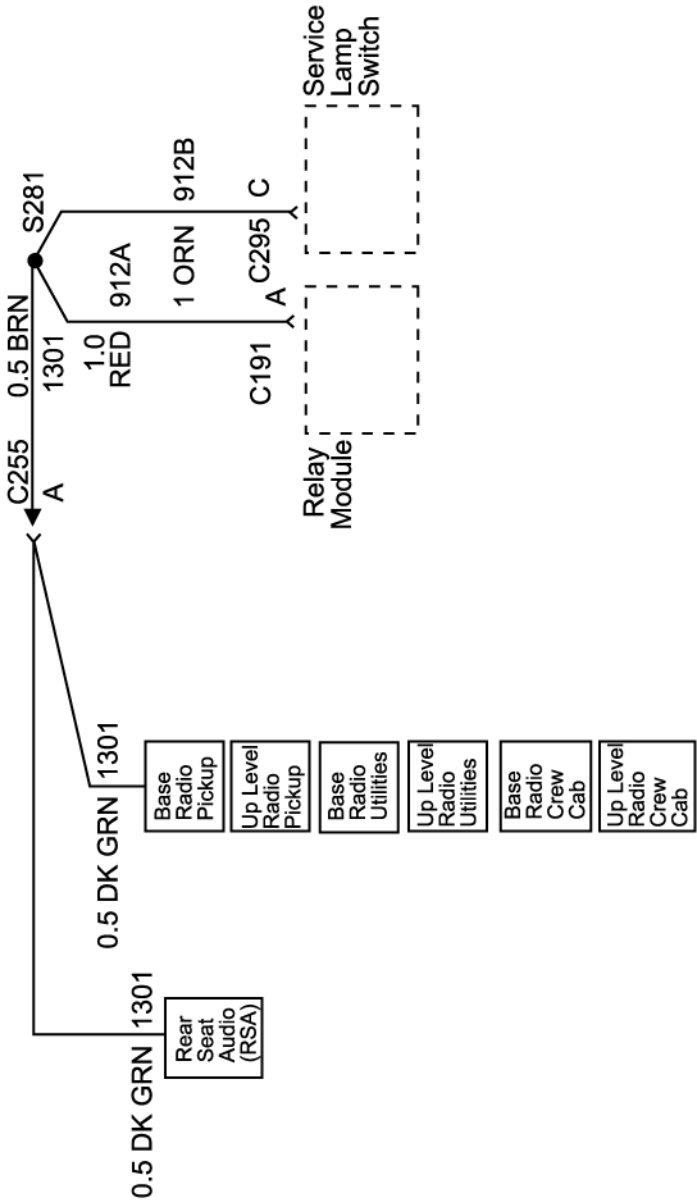 0.5 DK GRN
1301
Rear
Seat
Audio
(RSA)
0.5 DK GRN
1301
Base
Radio
Pickup
Up Level
Radio
Pickup
Base
Radio
Utilities
Up Level
Radio
Utilities
Base
Radio
Crew
Cab
Up Level
Radio
Crew
Cab
C255
A
0.5 BRN
1301
S281
1.0
RED
912A
1 ORN
912B
C191
A
C295
C
Relay
Module
Service
Lamp
Switch